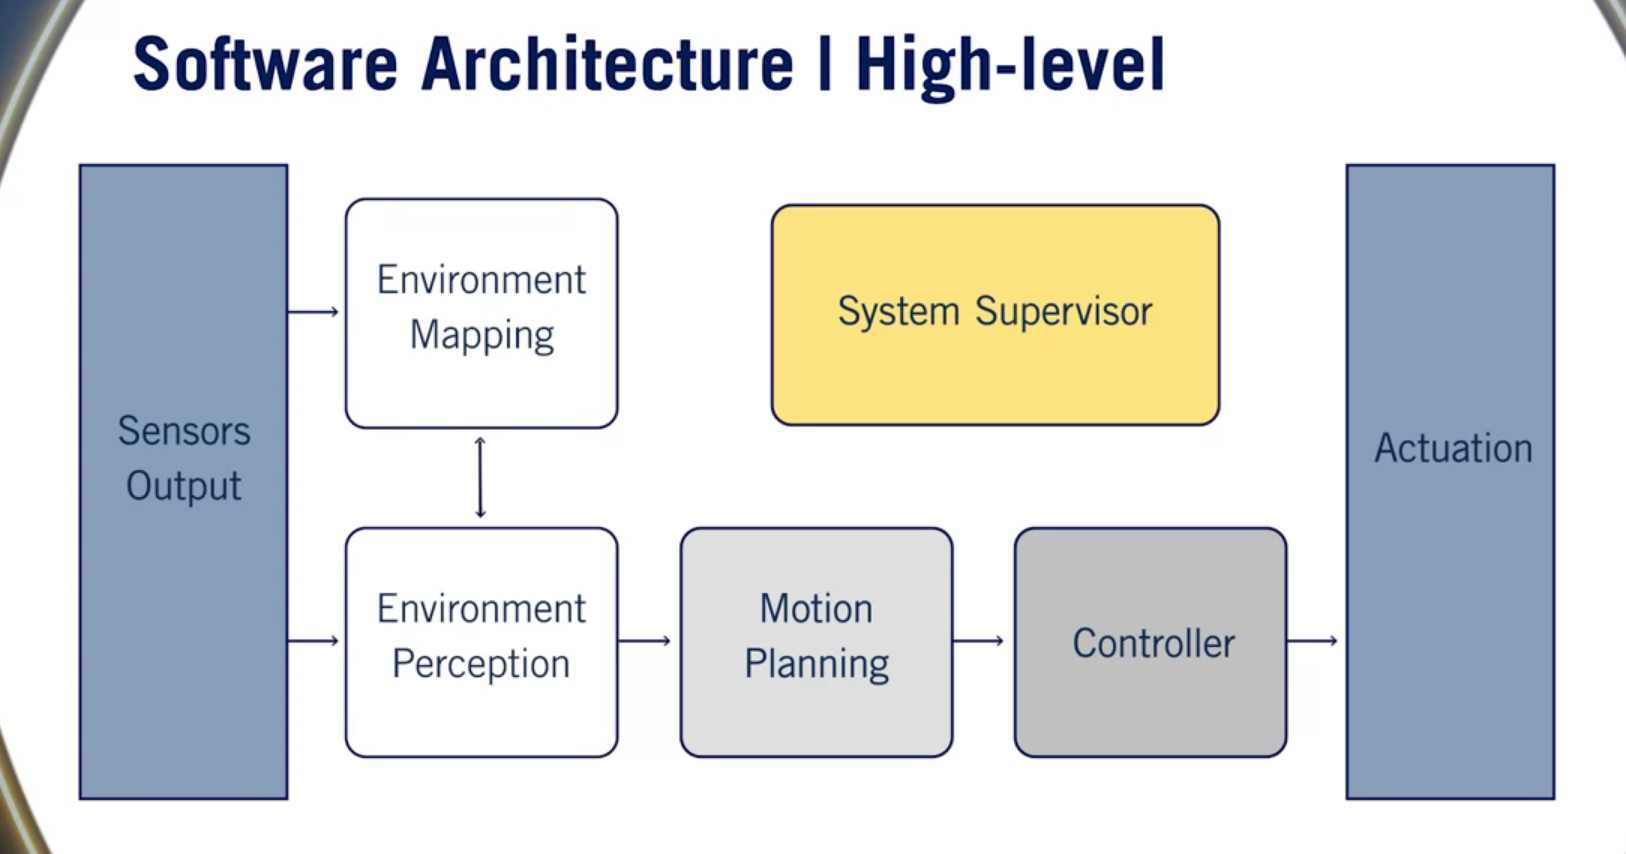 Software Architecture | High-level
Sensors
Output
Environment
Mapping
System Supervisor
Actuation
Environment
Perception
Motion
Planning
Controller